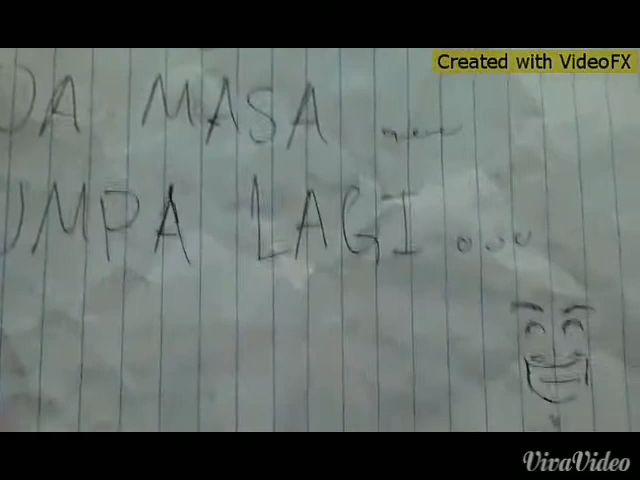 Created with VideoFX
DA MASA ....
UMPA LAGI ...
VivaVideo